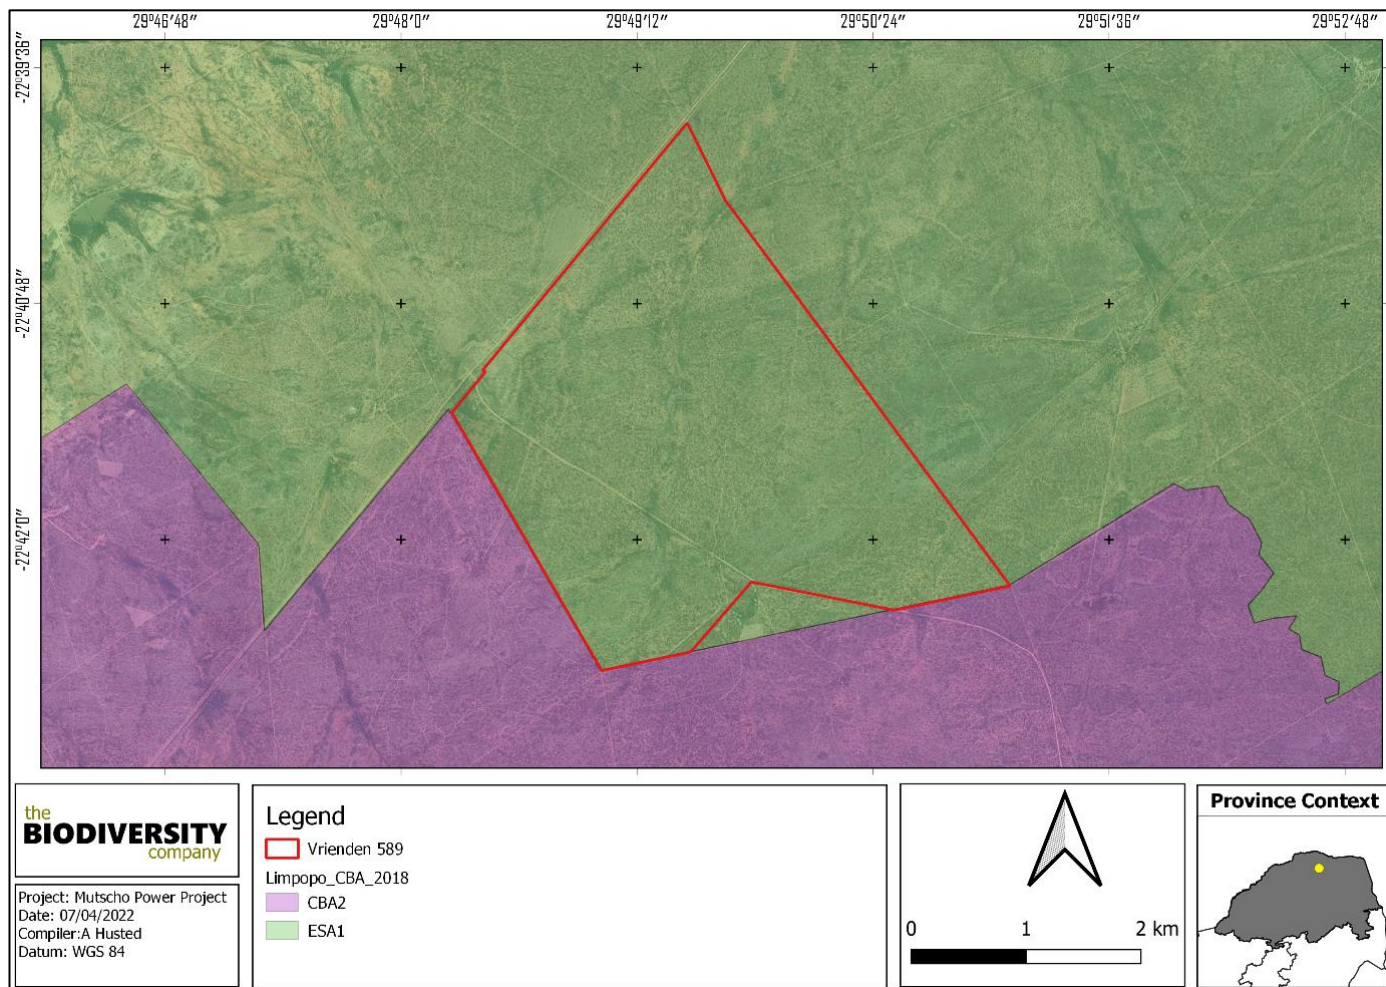 29°46′48″ 29°48′0″ 29°49′12″ 29°50′24″ 29°51′36″ 29°52′48″
-22°39′36″
-22°40′48″
-22°42′0″
the
BIODIVERSITY
company
Project: Mutscho Power Project
Date: 07/04/2022
Compiler:A Husted
Datum: WGS 84
Legend
Vrienden 589
Limpopo_CBA_2018
CBA2
ESA1
0 1 2 km
Province Context